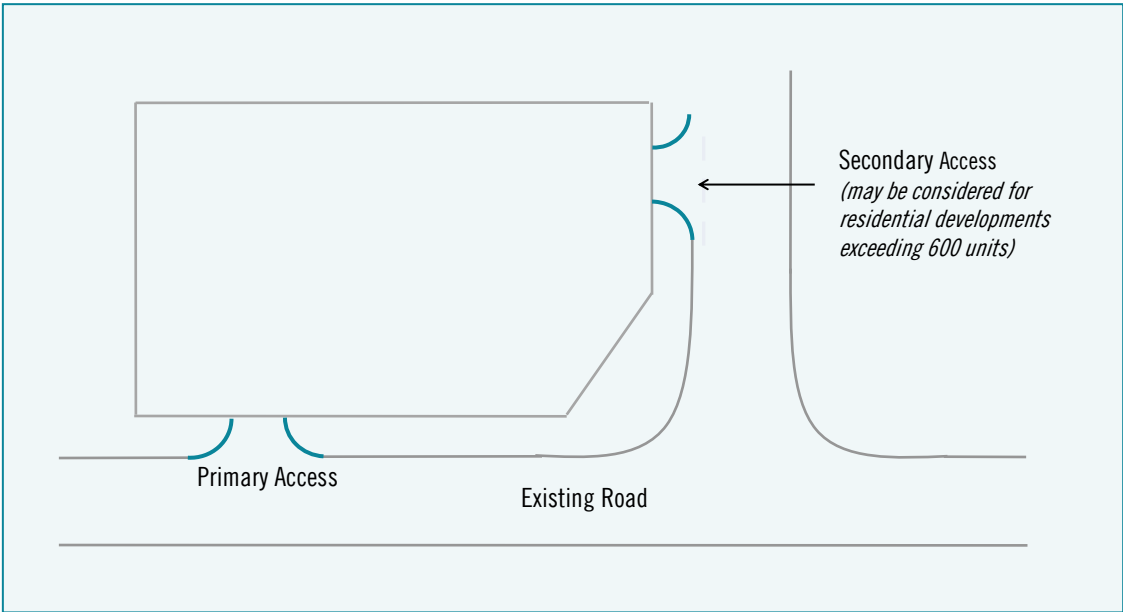 Secondary Access
(may be considered for
residential developments
exceeding 600 units)
Primary Access
Existing Road